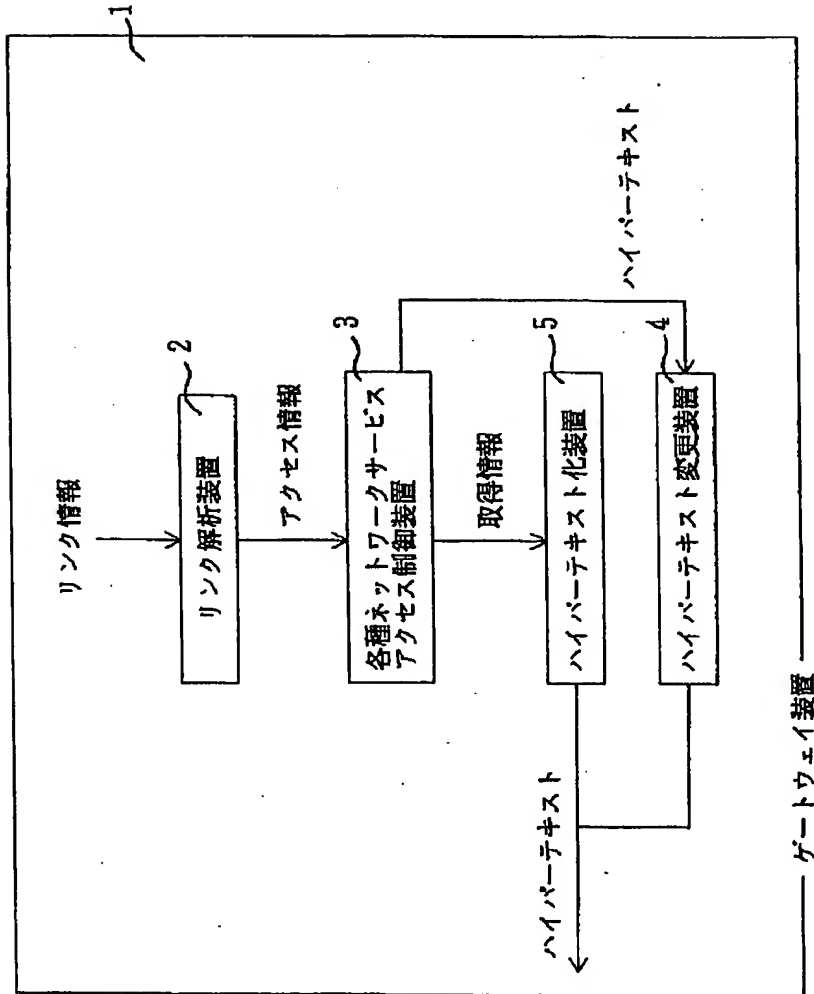 1
リンク情報
リンク解析装置
2
アクセス情報
各種ネットワークサービス
アクセス制御装置
3
取得情報
ハイパーテキスト
ハイパーテキスト化装置
5
ハイパーテキスト変更装置
4
ハイパーテキスト
ゲートウェイ装置